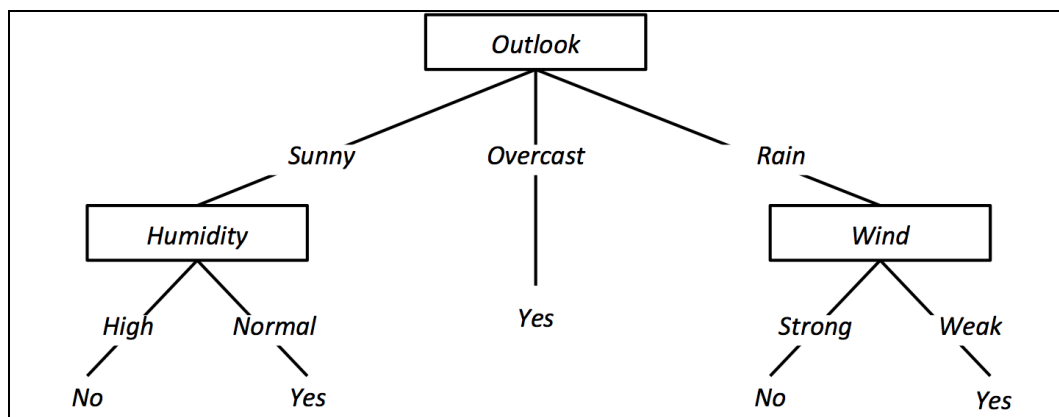 Outlook
Sunny Overcast Rain
Humidity Wind
High Normal Yes Strong Weak
No Yes No Yes